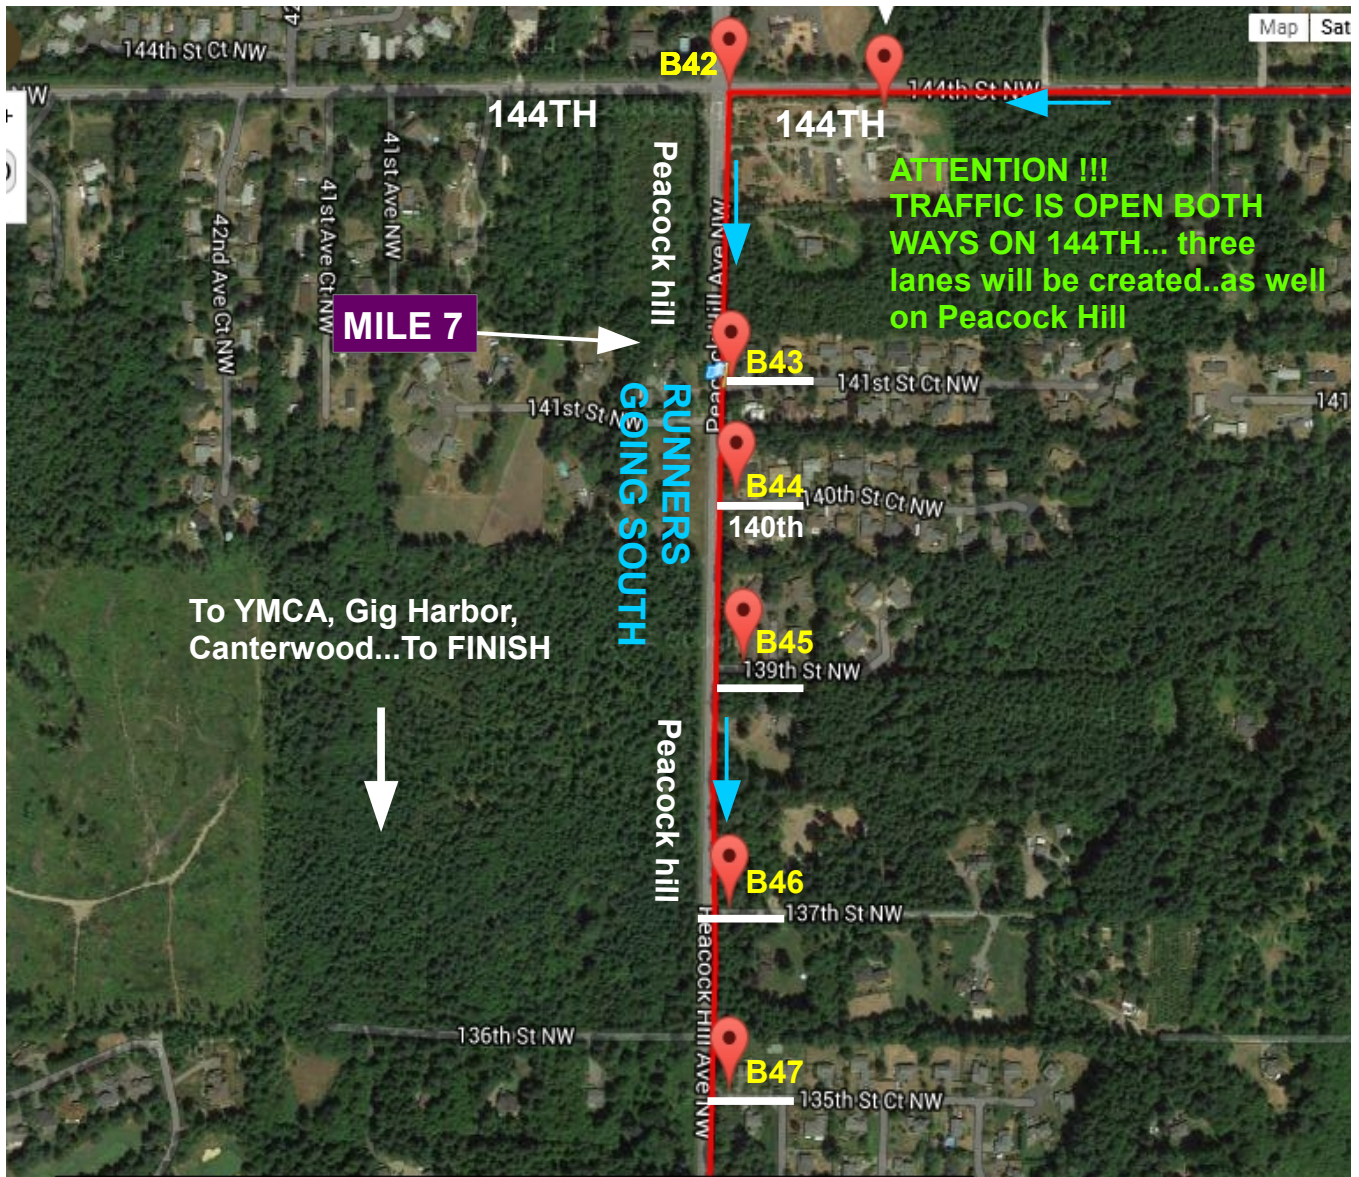 42
Map
Sat
144th St Ct NW
B42
NW
144th St NW
144TH
144TH
Peacock hill
41st Ave NW
41st Ave Ct NW
42nd Ave Ct NW
ATTENTION !!!
TRAFFIC IS OPEN BOTH
WAYS ON 144TH... three
lanes will be created..as well
on Peacock Hill
MILE 7
B43
141st St Ct NW
141
141st St NW
RUNNERS
GOING SOUTH
B44
140th St Ct NW
140th
To YMCA, Gig Harbor,
Canterwood...To FINISH
B45
139th St NW
Peacock hill
B46
137th St NW
Peacock Hill Ave NW
136th St NW
B47
135th St Ct NW